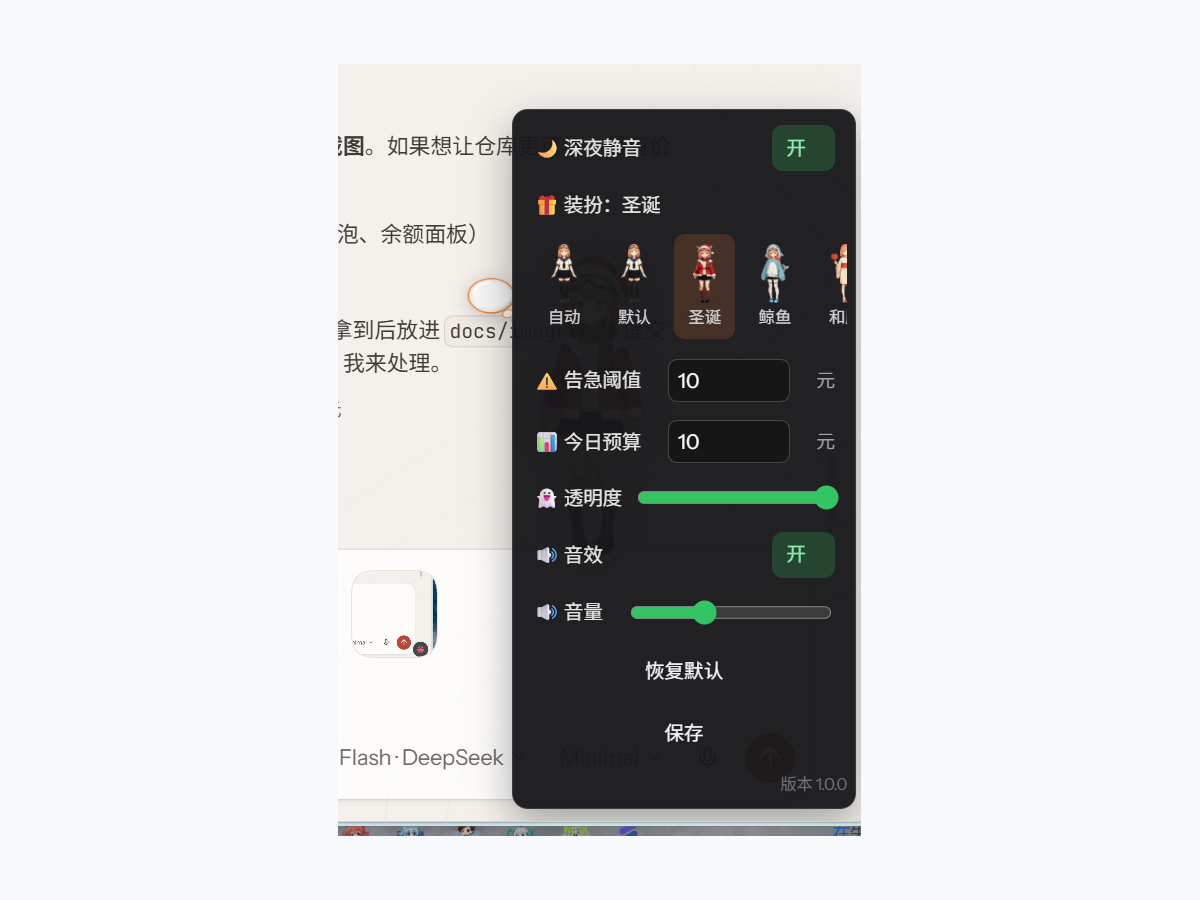 图。如果想让仓库更
泡、余额面板）
拿到后放进 docs/imag
我来处理。
Flash · DeepSeek
Minimal
🌙 深夜静音 开
🎁 装扮：圣诞
自动 默认 圣诞 鲸鱼 和
⚠️ 告急阈值 10 元
📊 今日预算 10 元
👻 透明度
🔊 音效 开
🔊 音量
恢复默认
保存
版本 1.0.0